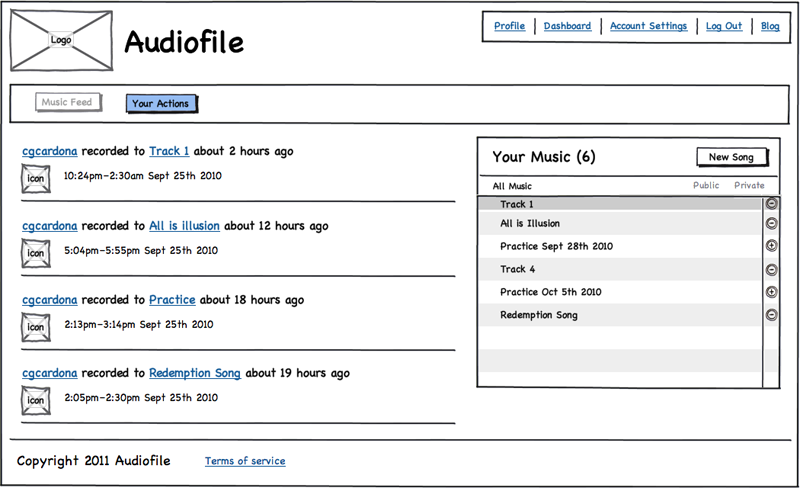 Logo
Audiofile
Profile Dashboard Account Settings Log Out Blog
Music Feed Your Actions
cgcardona recorded to Track 1 about 2 hours ago
icon
10:24pm-2:30am Sept 25th 2010
cgcardona recorded to All is illusion about 12 hours ago
icon
5:04pm-5:55pm Sept 25th 2010
cgcardona recorded to Practice about 18 hours ago
icon
2:13pm-3:14pm Sept 25th 2010
cgcardona recorded to Redemption Song about 19 hours ago
icon
2:05pm-2:30pm Sept 25th 2010
Your Music (6) New Song
All Music Public Private
Track 1
All is Illusion
Practice Sept 28th 2010
Track 4
Practice Oct 5th 2010
Redemption Song
Copyright 2011 Audiofile Terms of service